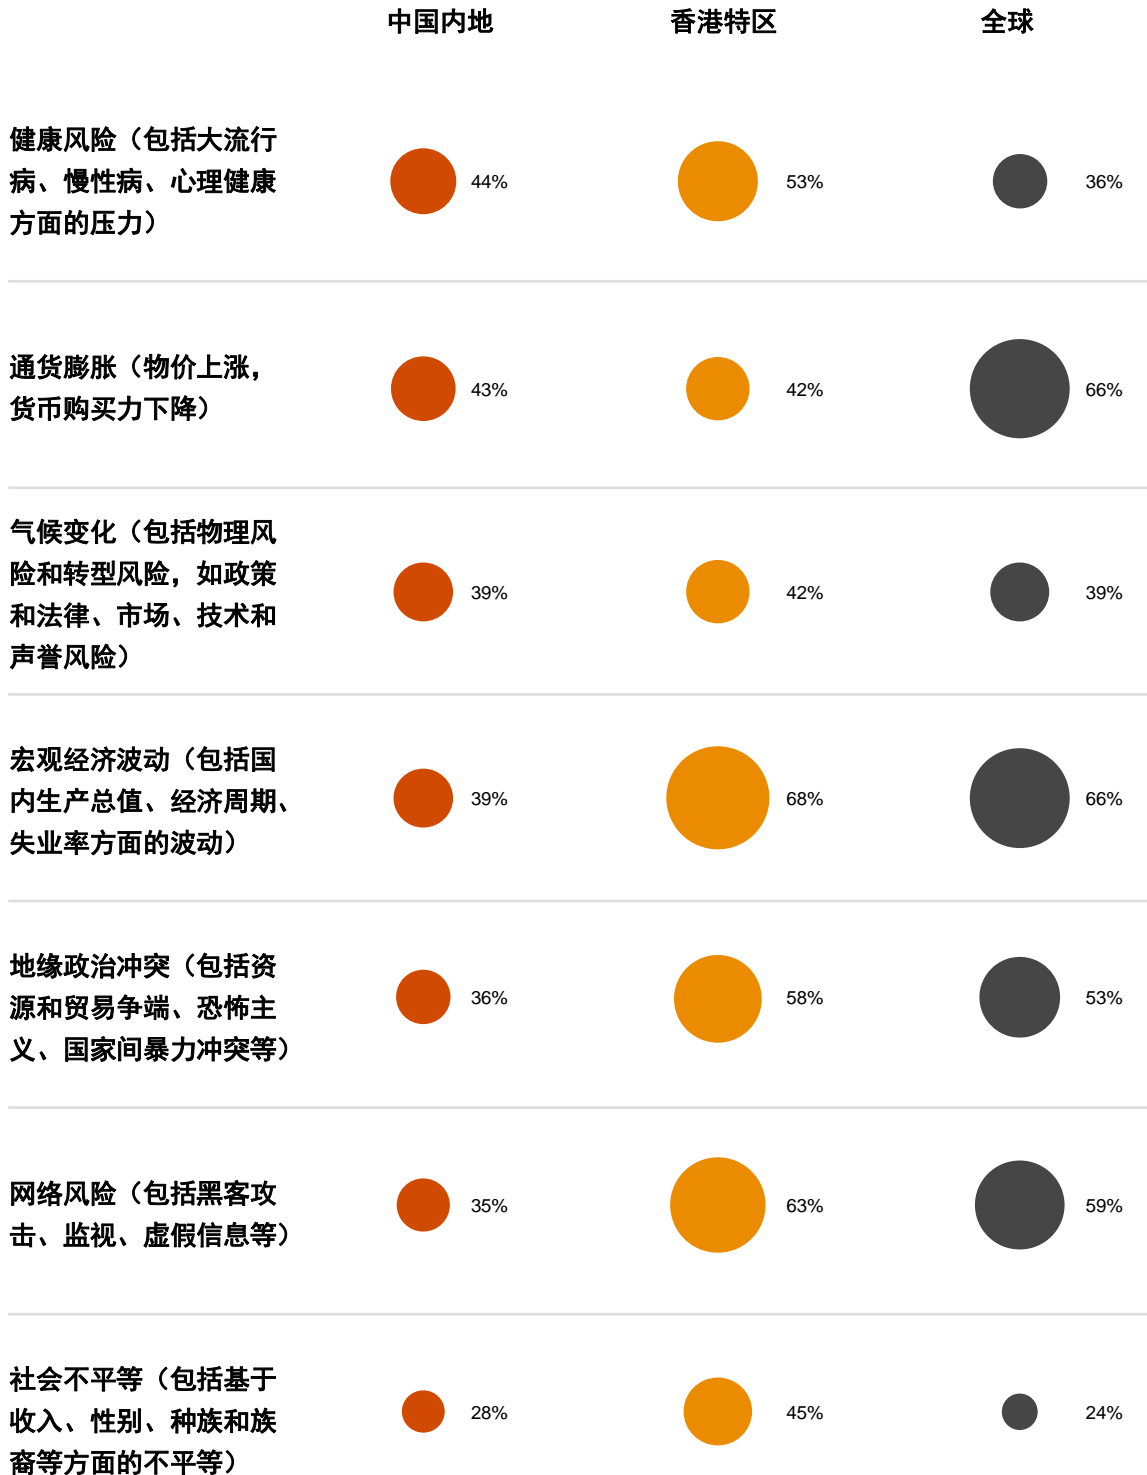 中国内地 香港特区 全球
健康风险（包括大流行
病、慢性病、心理健康
方面的压力）
44% 53% 36%
通货膨胀（物价上涨，
货币购买力下降）
43% 42% 66%
气候变化（包括物理风
险和转型风险，如政策
和法律、市场、技术和
声誉风险）
39% 42% 39%
宏观经济波动（包括国
内生产总值、经济周期、
失业率方面的波动）
39% 68% 66%
地缘政治冲突（包括资
源和贸易争端、恐怖主
义、国家间暴力冲突等）
36% 58% 53%
网络风险（包括黑客攻
击、监视、虚假信息等）
35% 63% 59%
社会不平等（包括基于
收入、性别、种族和族
裔等方面的不平等）
28% 45% 24%